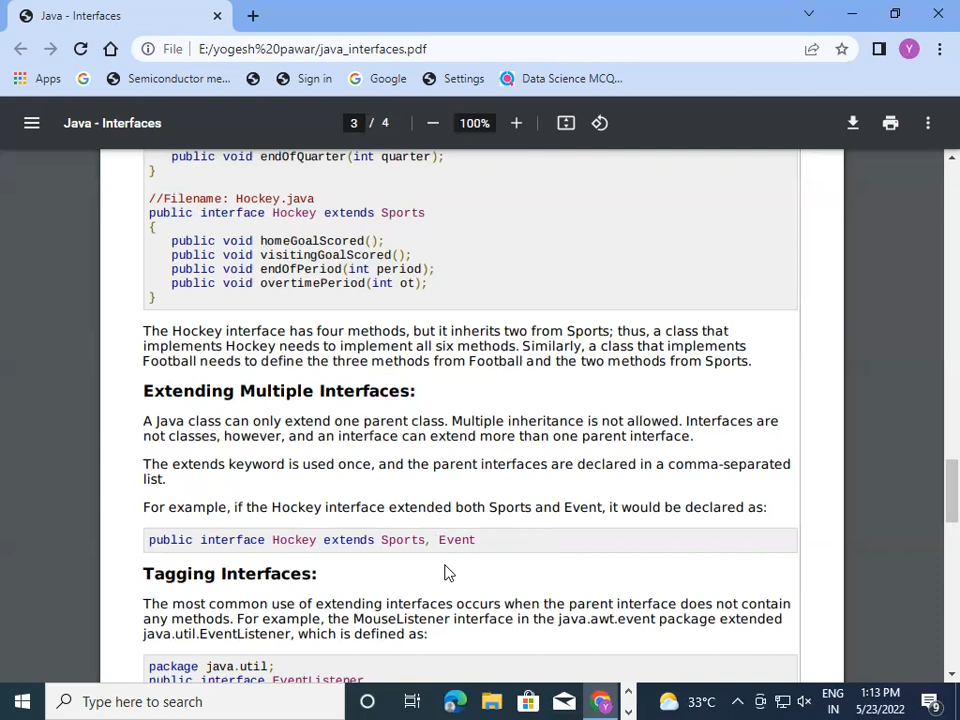 Java - Interfaces
File
E:/yogesh%20pawar/java_interfaces.pdf
Y
Apps
Semiconductor me...
Sign in
Google
Settings
Data Science MCQ...
Java - Interfaces
3 / 4
100%
public void endOfQuarter(int quarter);
}
//Filename: Hockey.java
public interface Hockey extends Sports
{
public void homeGoalScored();
public void visitingGoalScored();
public void endOfPeriod(int period);
public void overtimePeriod(int ot);
}
The Hockey interface has four methods, but it inherits two from Sports; thus, a class that
implements Hockey needs to implement all six methods. Similarly, a class that implements
Football needs to define the three methods from Football and the two methods from Sports.
Extending Multiple Interfaces:
A Java class can only extend one parent class. Multiple inheritance is not allowed. Interfaces are
not classes, however, and an interface can extend more than one parent interface.
The extends keyword is used once, and the parent interfaces are declared in a comma-separated
list.
For example, if the Hockey interface extended both Sports and Event, it would be declared as:
public interface Hockey extends Sports, Event
Tagging Interfaces:
The most common use of extending interfaces occurs when the parent interface does not contain
any methods. For example, the MouseListener interface in the java.awt.event package extended
java.util.EventListener, which is defined as:
package java.util;
public interface EventListener
Type here to search
Y
33°C
ENG
IN
1:13 PM
5/23/2022
9